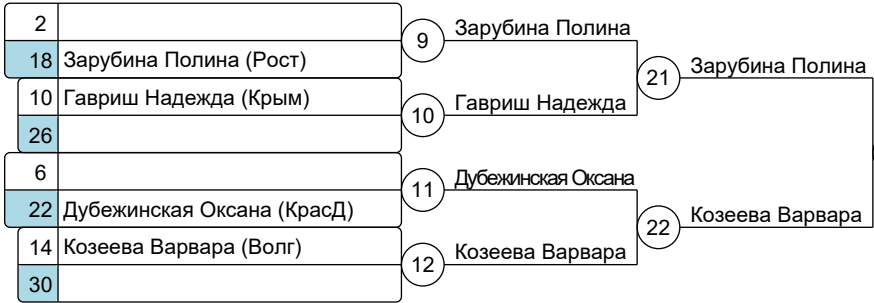 2
9 Зарубина Полина
18 Зарубина Полина (Рост)
21 Зарубина Полина
10 Гавриш Надежда (Крым)
10 Гавриш Надежда
26
6
11 Дубежинская Оксана
22 Дубежинская Оксана (КрасД)
22 Козеева Варвара
14 Козеева Варвара (Волг)
12 Козеева Варвара
30